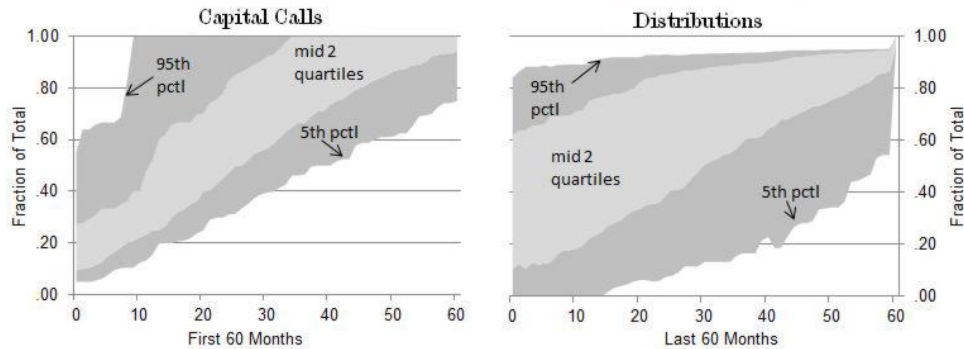 Capital Calls
Distributions
1.00
.80
.60
.40
.20
.00
Fraction of Total
95th
pctl
mid 2
quartiles
5th pctl
0 10 20 30 40 50 60
First 60 Months
95th
pctl
mid 2
quartiles
5th pctl
0 10 20 30 40 50 60
Last 60 Months
1.00
.80
.60
.40
.20
.00
Fraction of Total